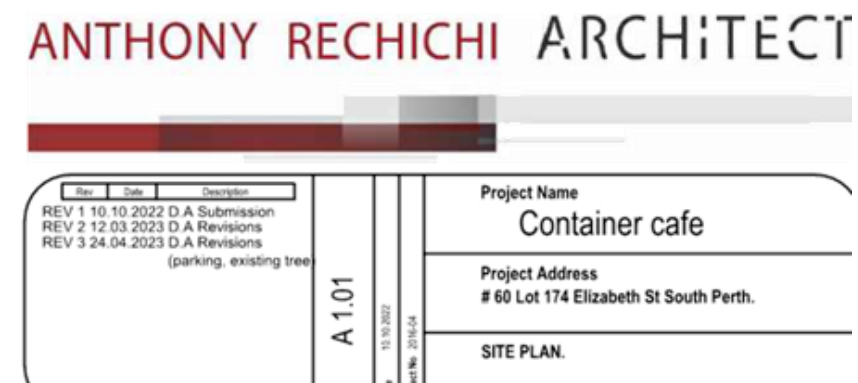 ANTHONY RECHICHI ARCHITECT
Rev Date Description
REV 1 10.10.2022 D.A Submission
REV 2 12.03.2023 D.A Revisions
REV 3 24.04.2023 D.A Revisions
(parking, existing tree)
A 1.01
10.10.2022
ect No 2016-04
Project Name
Container cafe
Project Address
# 60 Lot 174 Elizabeth St South Perth.
SITE PLAN.